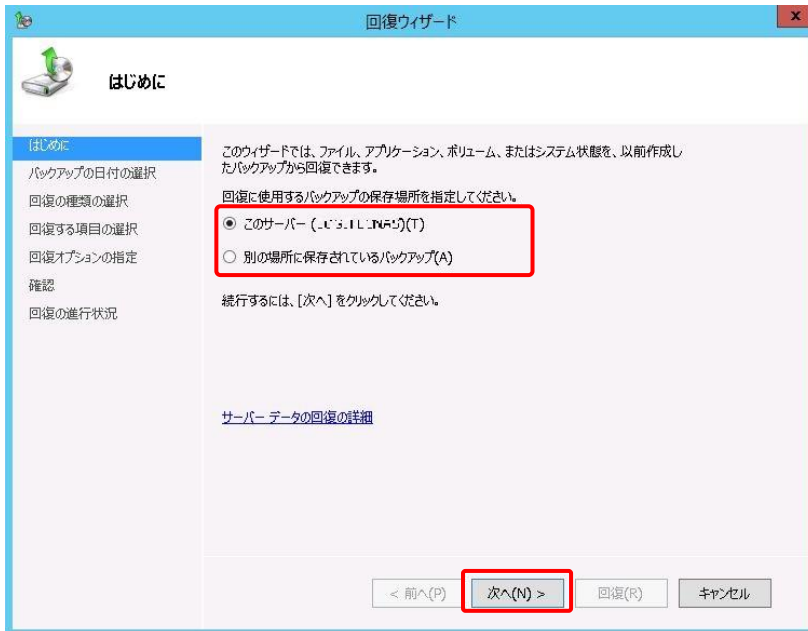 回復ウィザード
x
はじめに
はじめに
バックアップの日付の選択
回復の種類の選択
回復する項目の選択
回復オプションの指定
確認
回復の進行状況
このウィザードでは、ファイル、アプリケーション、ボリューム、またはシステム状態を、以前作成し
たバックアップから回復できます。
回復に使用するバックアップの保存場所を指定してください。
このサーバー (T)
別の場所に保存されているバックアップ(A)
続行するには、[次へ] をクリックしてください。
サーバー データの回復の詳細
< 前へ(P) 次へ(N) > 回復(R) キャンセル